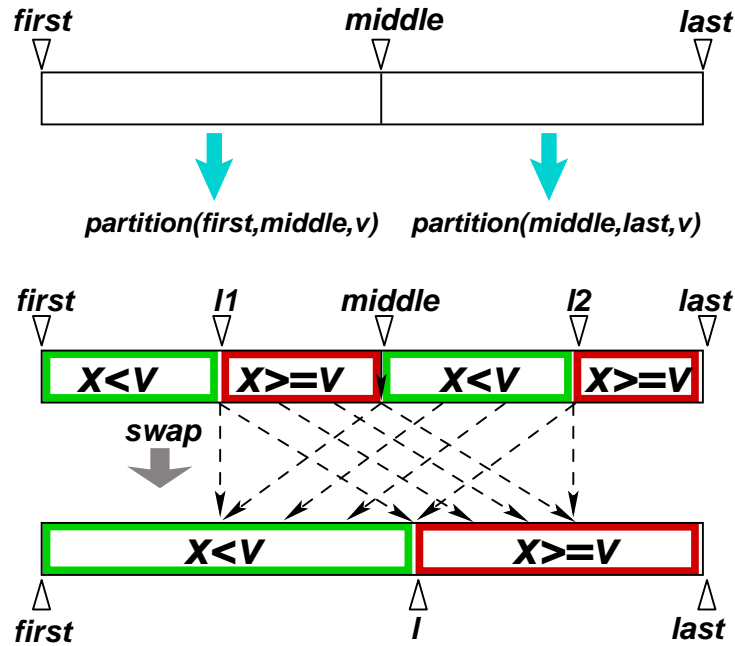 first middle last
partition(first,middle,v) partition(middle,last,v)
first l1 middle l2 last
x<v x>=v x<v x>=v
swap
x<v x>=v
first l last